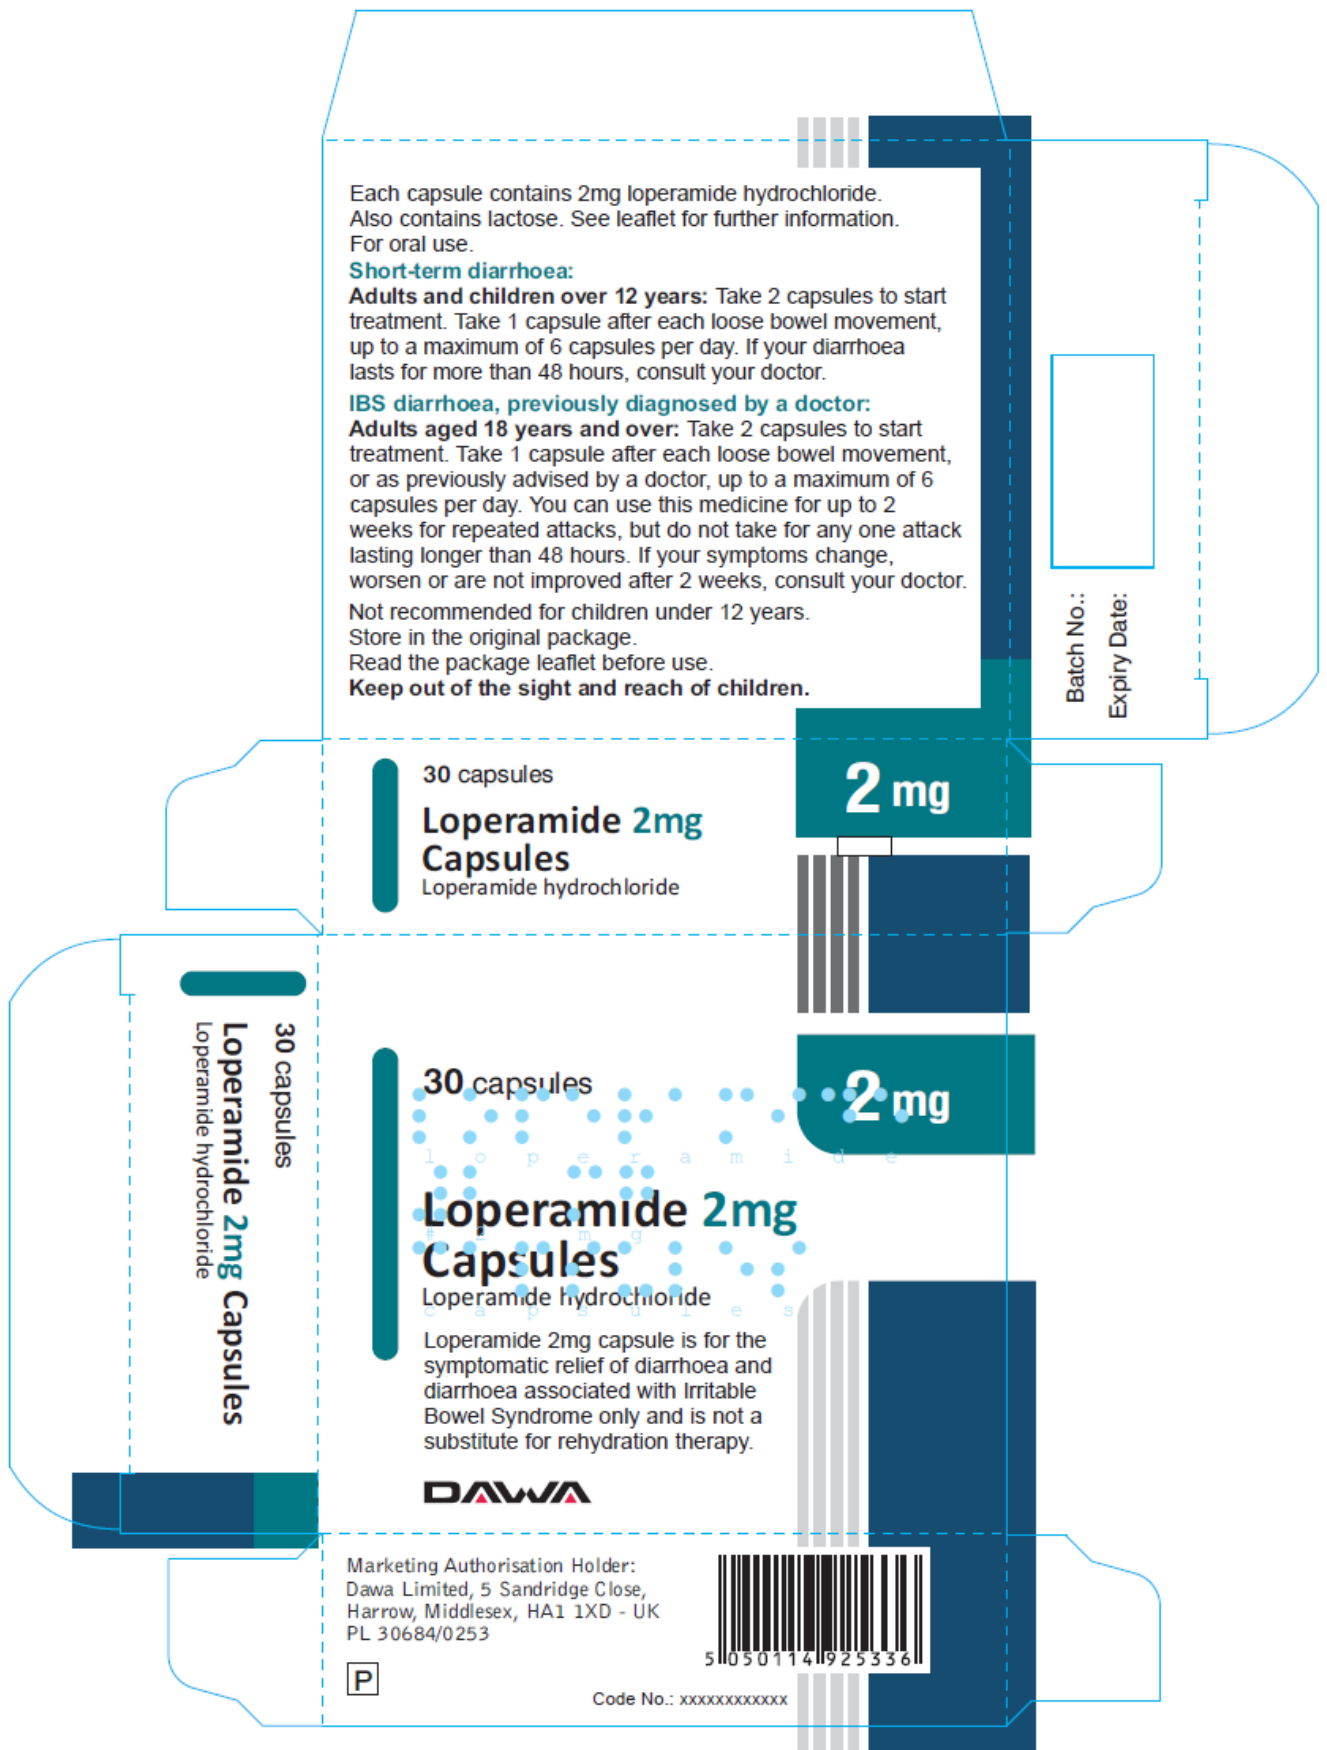 Each capsule contains 2mg loperamide hydrochloride.
Also contains lactose. See leaflet for further information.
For oral use.
Short-term diarrhoea:
Adults and children over 12 years: Take 2 capsules to start
treatment. Take 1 capsule after each loose bowel movement,
up to a maximum of 6 capsules per day. If your diarrhoea
lasts for more than 48 hours, consult your doctor.
IBS diarrhoea, previously diagnosed by a doctor:
Adults aged 18 years and over: Take 2 capsules to start
treatment. Take 1 capsule after each loose bowel movement,
or as previously advised by a doctor, up to a maximum of 6
capsules per day. You can use this medicine for up to 2
weeks for repeated attacks, but do not take for any one attack
lasting longer than 48 hours. If your symptoms change,
worsen or are not improved after 2 weeks, consult your doctor.
Not recommended for children under 12 years.
Store in the original package.
Read the package leaflet before use.
Keep out of the sight and reach of children.
Batch No.:
Expiry Date:
30 capsules
Loperamide 2mg
Capsules
Loperamide hydrochloride
2 mg
30 capsules
Loperamide 2mg Capsules
Loperamide hydrochloride
30 capsules
2 mg
loperamide
Loperamide 2mg
#2 mg
Capsules
Loperamide hydrochloride
capsules
Loperamide 2mg capsule is for the
symptomatic relief of diarrhoea and
diarrhoea associated with Irritable
Bowel Syndrome only and is not a
substitute for rehydration therapy.
DAWA
Marketing Authorisation Holder:
Dawa Limited, 5 Sandridge Close,
Harrow, Middlesex, HA1 1XD - UK
PL 30684/0253
P
5 050114 925336
Code No.: xxxxxxxxxxxx